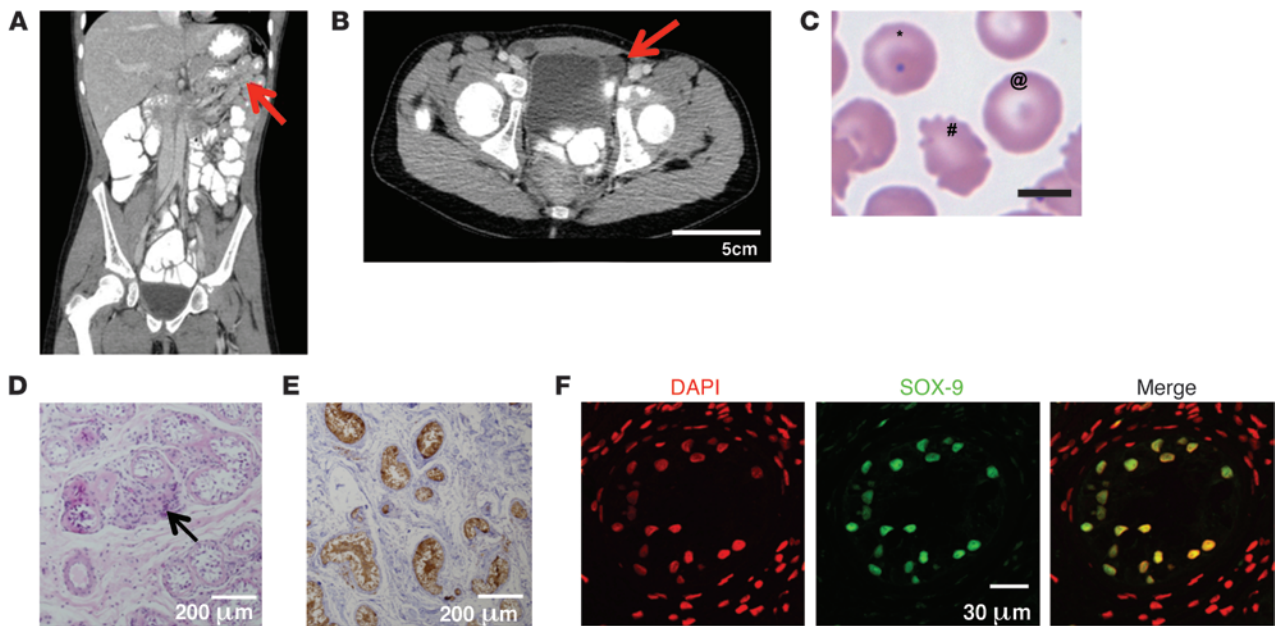 A
B
C
5cm
*
@
#
D
E
F
200 μm
200 μm
DAPI
SOX-9
Merge
30 μm